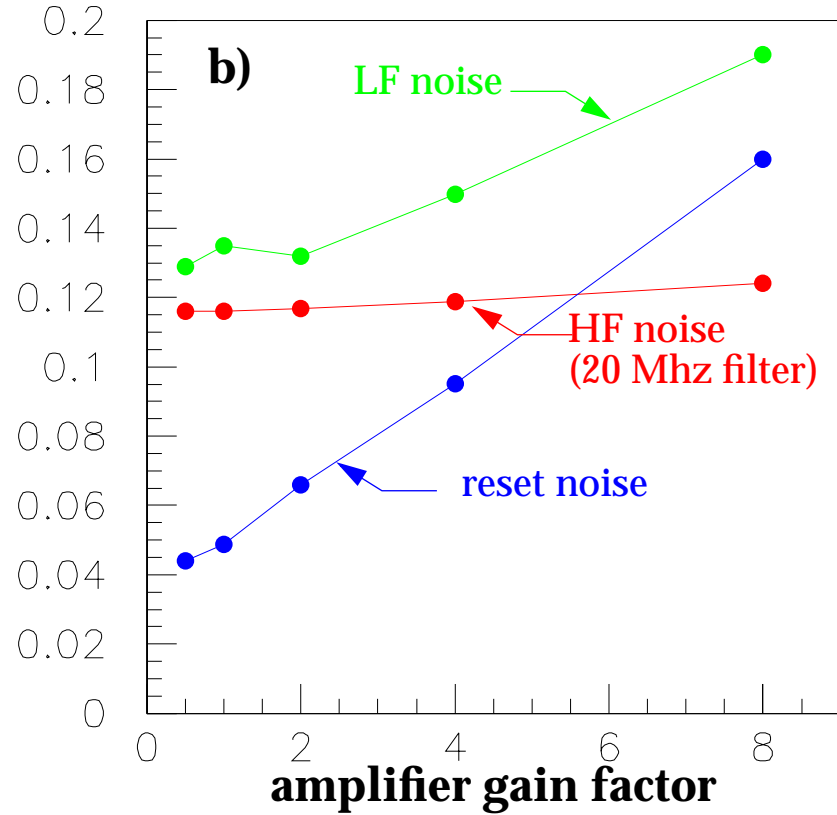 0.2
b)
LF noise
0.18
0.16
0.14
0.12
HF noise
(20 Mhz filter)
0.1
0.08
reset noise
0.06
0.04
0.02
0
0 2 4 6 8
amplifier gain factor